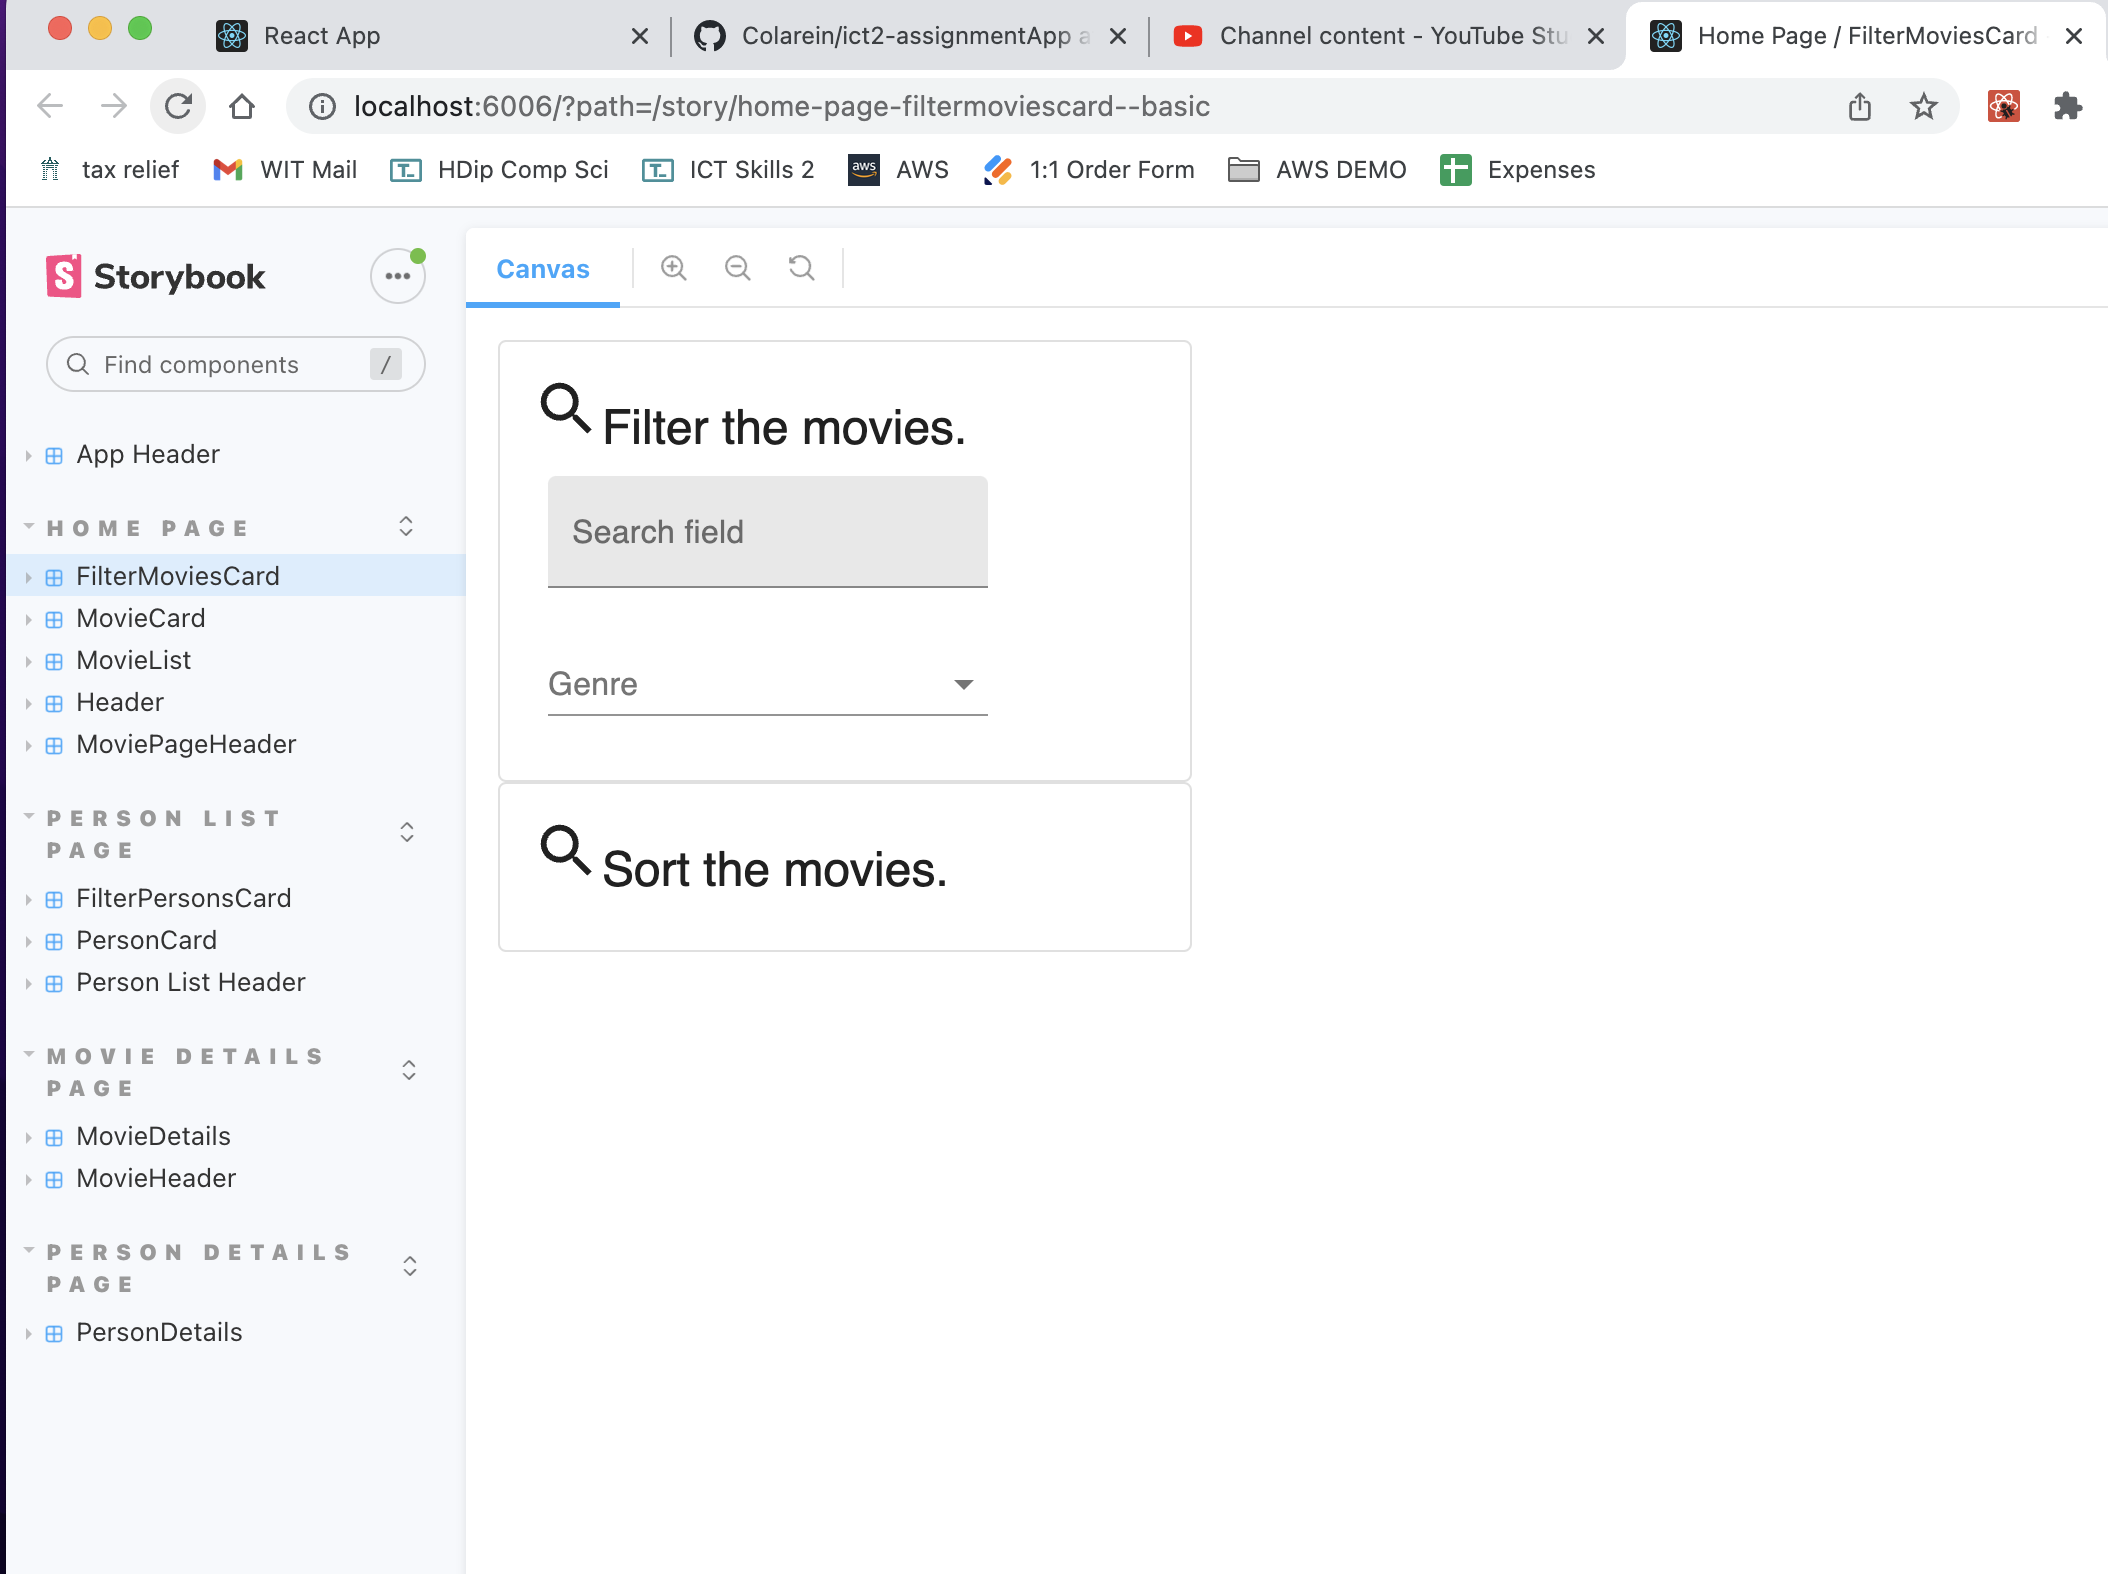 React App
Colarein/ict2-assignmentApp a
Channel content - YouTube Stu
Home Page / FilterMoviesCard
localhost:6006/?path=/story/home-page-filtermoviescard--basic
tax relief WIT Mail HDip Comp Sci ICT Skills 2 aws AWS 1:1 Order Form AWS DEMO Expenses
Storybook
Find components /
App Header
HOME PAGE
FilterMoviesCard
MovieCard
MovieList
Header
MoviePageHeader
PERSON LIST
PAGE
FilterPersonsCard
PersonCard
Person List Header
MOVIE DETAILS
PAGE
MovieDetails
MovieHeader
PERSON DETAILS
PAGE
PersonDetails
Canvas
Filter the movies.
Search field
Genre
Sort the movies.